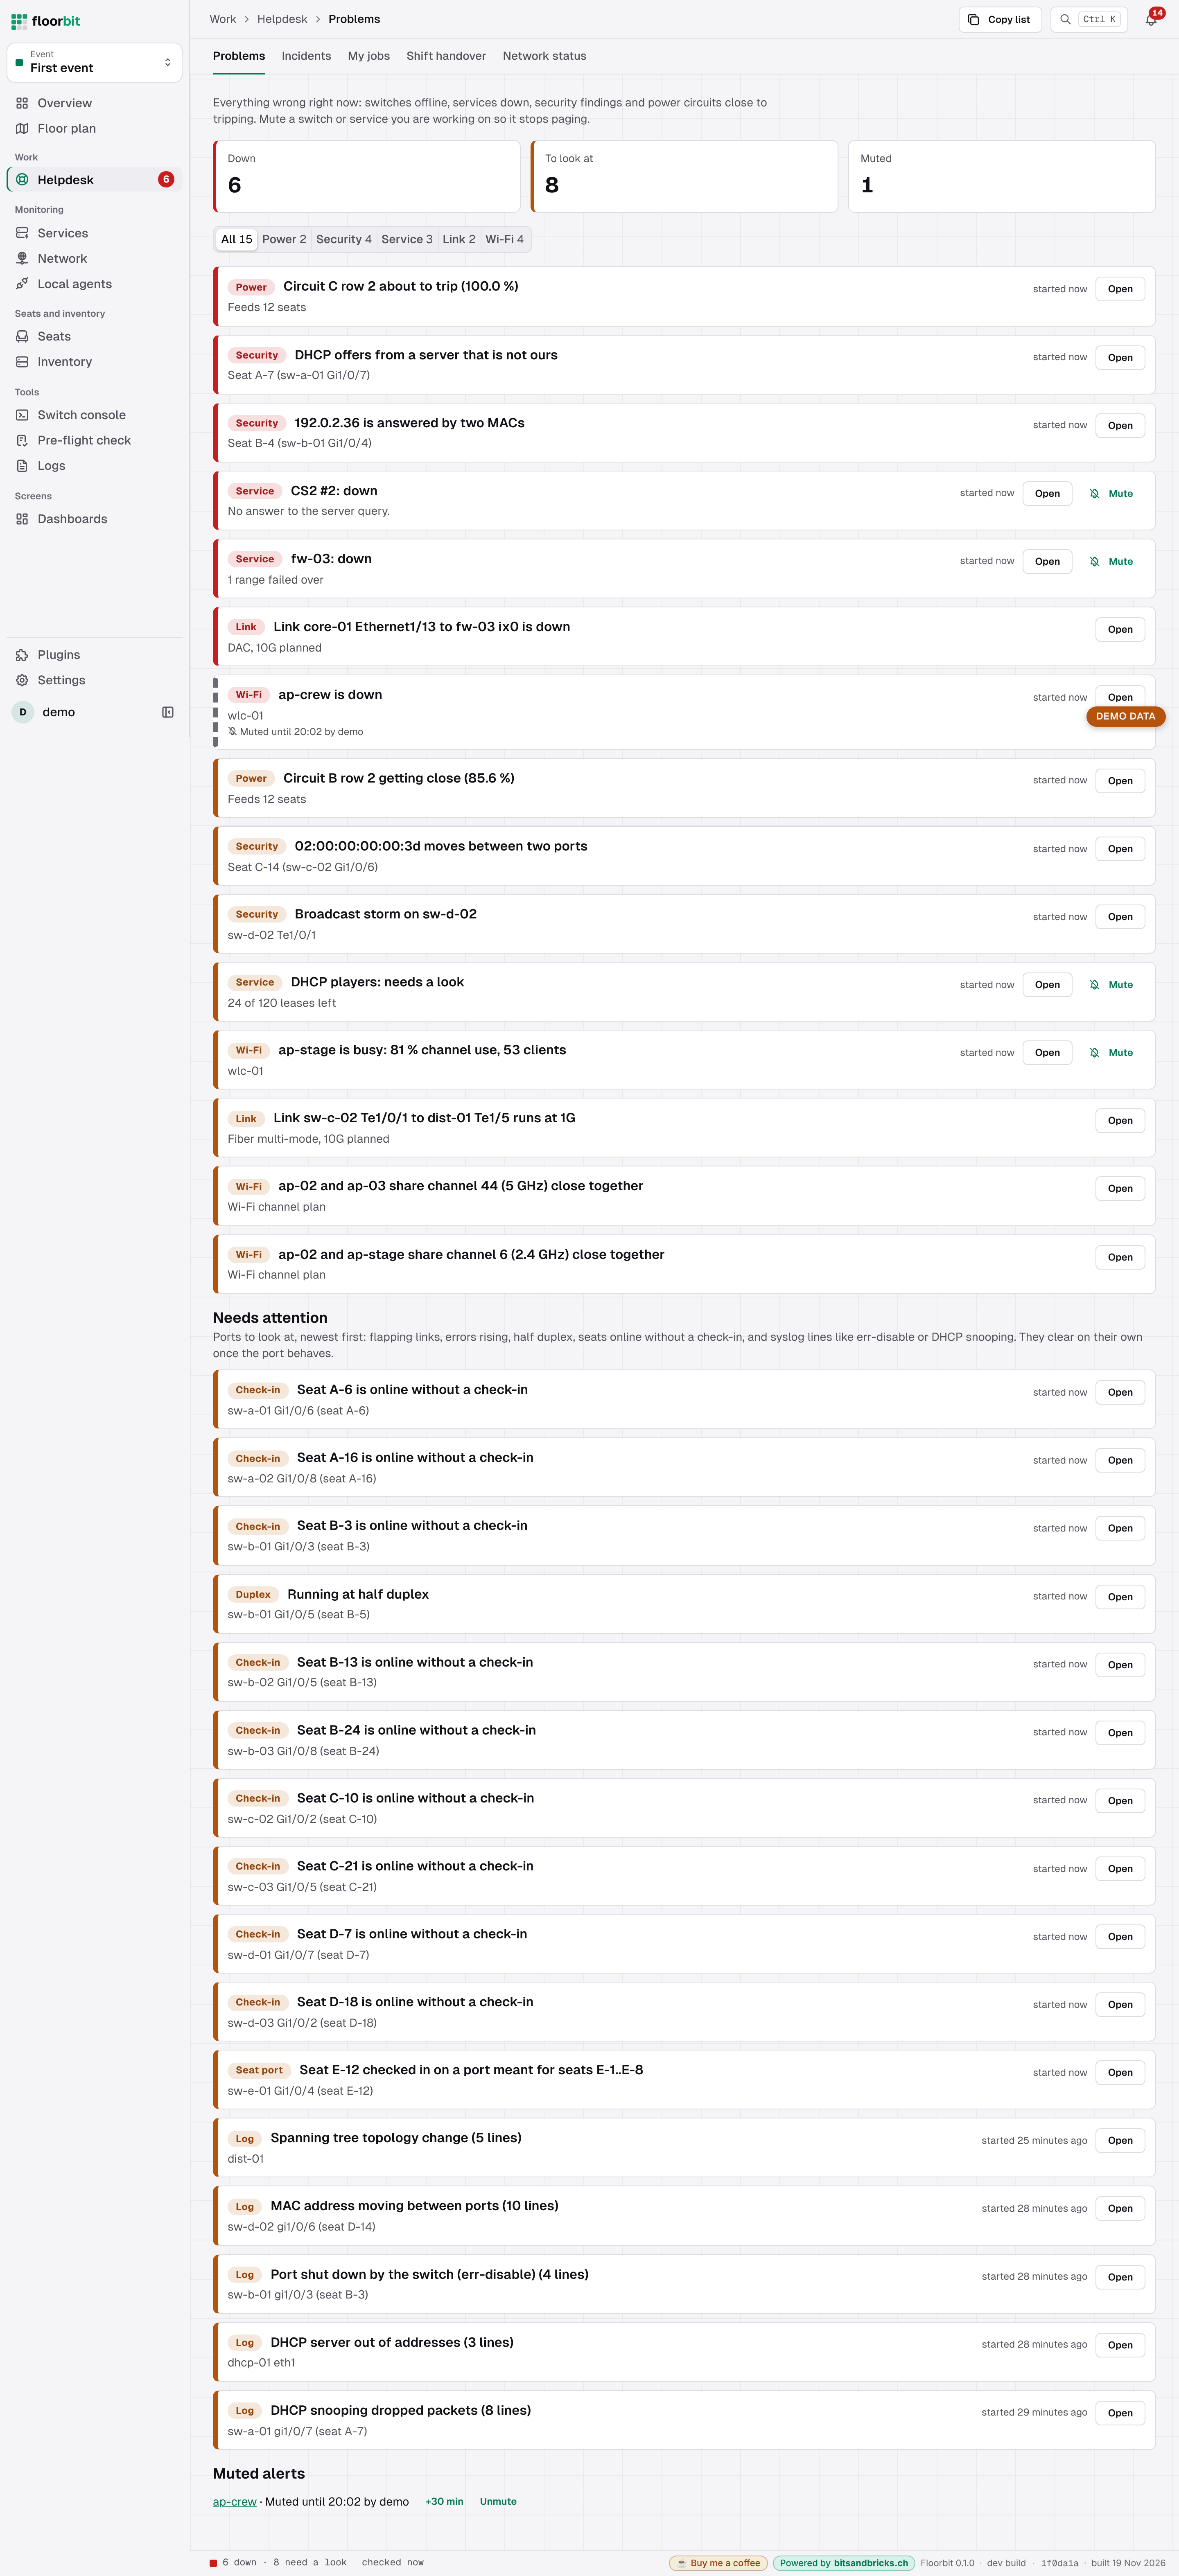 floorbit
Event
First event
Overview
Floor plan
Work
Helpdesk
6
Monitoring
Services
Network
Local agents
Seats and inventory
Seats
Inventory
Tools
Switch console
Pre-flight check
Logs
Screens
Dashboards
Plugins
Settings
D demo
Work > Helpdesk > Problems
Copy list
Ctrl K
14
Problems Incidents My jobs Shift handover Network status
Everything wrong right now: switches offline, services down, security findings and power circuits close to
tripping. Mute a switch or service you are working on so it stops paging.
Down
6
To look at
8
Muted
1
All 15 Power 2 Security 4 Service 3 Link 2 Wi-Fi 4
Power Circuit C row 2 about to trip (100.0 %) started now Open
Feeds 12 seats
Security DHCP offers from a server that is not ours started now Open
Seat A-7 (sw-a-01 Gi1/0/7)
Security 192.0.2.36 is answered by two MACs started now Open
Seat B-4 (sw-b-01 Gi1/0/4)
Service CS2 #2: down started now Open Mute
No answer to the server query.
Service fw-03: down started now Open Mute
1 range failed over
Link Link core-01 Ethernet1/13 to fw-03 ix0 is down Open
DAC, 10G planned
Wi-Fi ap-crew is down started now Open
wlc-01
Muted until 20:02 by demo
DEMO DATA
Power Circuit B row 2 getting close (85.6 %) started now Open
Feeds 12 seats
Security 02:00:00:00:00:3d moves between two ports started now Open
Seat C-14 (sw-c-02 Gi1/0/6)
Security Broadcast storm on sw-d-02 started now Open
sw-d-02 Te1/0/1
Service DHCP players: needs a look started now Open Mute
24 of 120 leases left
Wi-Fi ap-stage is busy: 81 % channel use, 53 clients started now Open Mute
wlc-01
Link Link sw-c-02 Te1/0/1 to dist-01 Te1/5 runs at 1G Open
Fiber multi-mode, 10G planned
Wi-Fi ap-02 and ap-03 share channel 44 (5 GHz) close together Open
Wi-Fi channel plan
Wi-Fi ap-02 and ap-stage share channel 6 (2.4 GHz) close together Open
Wi-Fi channel plan
Needs attention
Ports to look at, newest first: flapping links, errors rising, half duplex, seats online without a check-in, and syslog lines like err-disable or DHCP snooping. They clear on their own
once the port behaves.
Check-in Seat A-6 is online without a check-in started now Open
sw-a-01 Gi1/0/6 (seat A-6)
Check-in Seat A-16 is online without a check-in started now Open
sw-a-02 Gi1/0/8 (seat A-16)
Check-in Seat B-3 is online without a check-in started now Open
sw-b-01 Gi1/0/3 (seat B-3)
Duplex Running at half duplex started now Open
sw-b-01 Gi1/0/5 (seat B-5)
Check-in Seat B-13 is online without a check-in started now Open
sw-b-02 Gi1/0/5 (seat B-13)
Check-in Seat B-24 is online without a check-in started now Open
sw-b-03 Gi1/0/8 (seat B-24)
Check-in Seat C-10 is online without a check-in started now Open
sw-c-02 Gi1/0/2 (seat C-10)
Check-in Seat C-21 is online without a check-in started now Open
sw-c-03 Gi1/0/5 (seat C-21)
Check-in Seat D-7 is online without a check-in started now Open
sw-d-01 Gi1/0/7 (seat D-7)
Check-in Seat D-18 is online without a check-in started now Open
sw-d-03 Gi1/0/2 (seat D-18)
Seat port Seat E-12 checked in on a port meant for seats E-1..E-8 started now Open
sw-e-01 Gi1/0/4 (seat E-12)
Log Spanning tree topology change (5 lines) started 25 minutes ago Open
dist-01
Log MAC address moving between ports (10 lines) started 28 minutes ago Open
sw-d-02 gi1/0/6 (seat D-14)
Log Port shut down by the switch (err-disable) (4 lines) started 28 minutes ago Open
sw-b-01 gi1/0/3 (seat B-3)
Log DHCP server out of addresses (3 lines) started 28 minutes ago Open
dhcp-01 eth1
Log DHCP snooping dropped packets (8 lines) started 29 minutes ago Open
sw-a-01 gi1/0/7 (seat A-7)
Muted alerts
ap-crew · Muted until 20:02 by demo +30 min Unmute
6 down · 8 need a look checked now
Buy me a coffee Powered by bitsandbricks.ch Floorbit 0.1.0 · dev build · 1f0da1a · built 19 Nov 2026